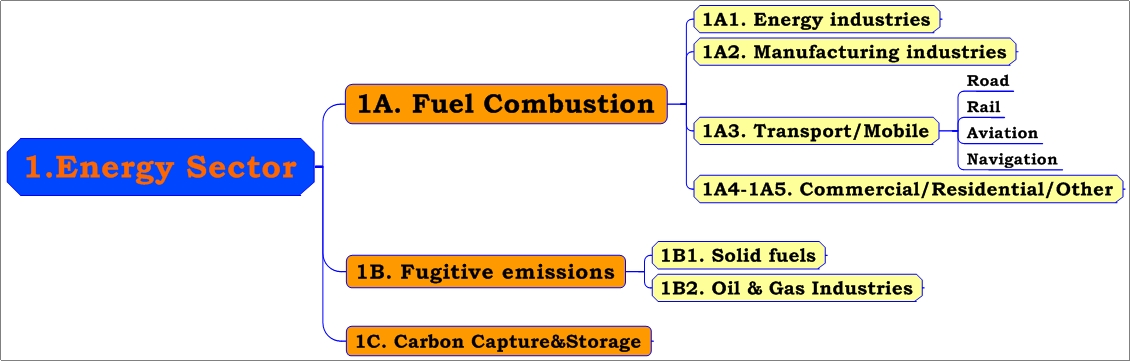 1.Energy Sector
1A. Fuel Combustion
1A1. Energy industries
1A2. Manufacturing industries
1A3. Transport/Mobile
Road
Rail
Aviation
Navigation
1A4-1A5. Commercial/Residential/Other
1B. Fugitive emissions
1B1. Solid fuels
1B2. Oil & Gas Industries
1C. Carbon Capture&Storage